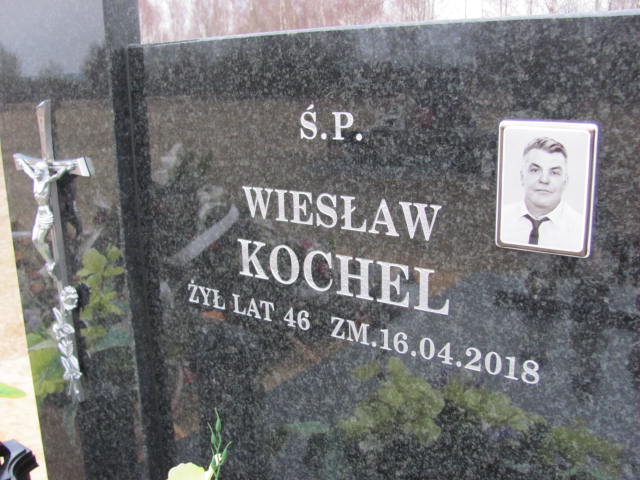 Ś.P.
WIESŁAW
KOCHEL
ŻYŁ LAT 46 ZM.16.04.2018